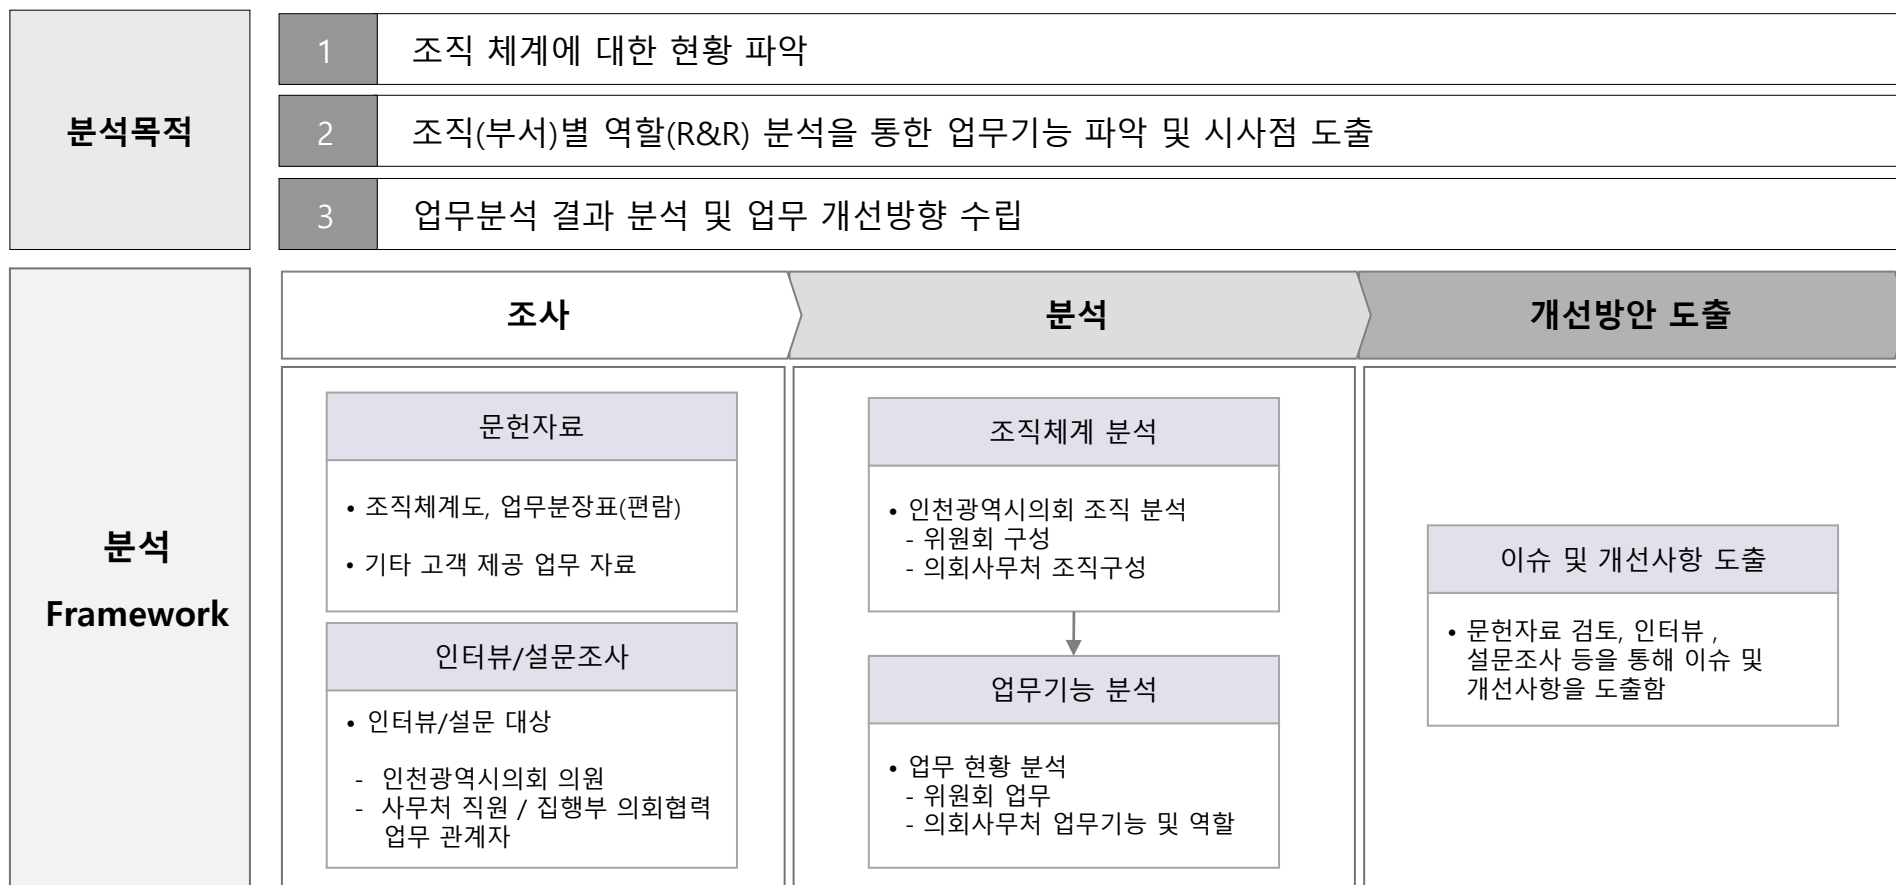 분석목적
1
조직 체계에 대한 현황 파악
2
조직(부서)별 역할(R&R) 분석을 통한 업무기능 파악 및 시사점 도출
3
업무분석 결과 분석 및 업무 개선방향 수립
분석
Framework
조사
분석
개선방안 도출
문헌자료
• 조직체계도, 업무분장표(편람)
• 기타 고객 제공 업무 자료
인터뷰/설문조사
• 인터뷰/설문 대상
- 인천광역시의회 의원
- 사무처 직원 / 집행부 의회협력
업무 관계자
조직체계 분석
• 인천광역시의회 조직 분석
- 위원회 구성
- 의회사무처 조직구성
업무기능 분석
• 업무 현황 분석
- 위원회 업무
- 의회사무처 업무기능 및 역할
이슈 및 개선사항 도출
• 문헌자료 검토, 인터뷰 ,
설문조사 등을 통해 이슈 및
개선사항을 도출함